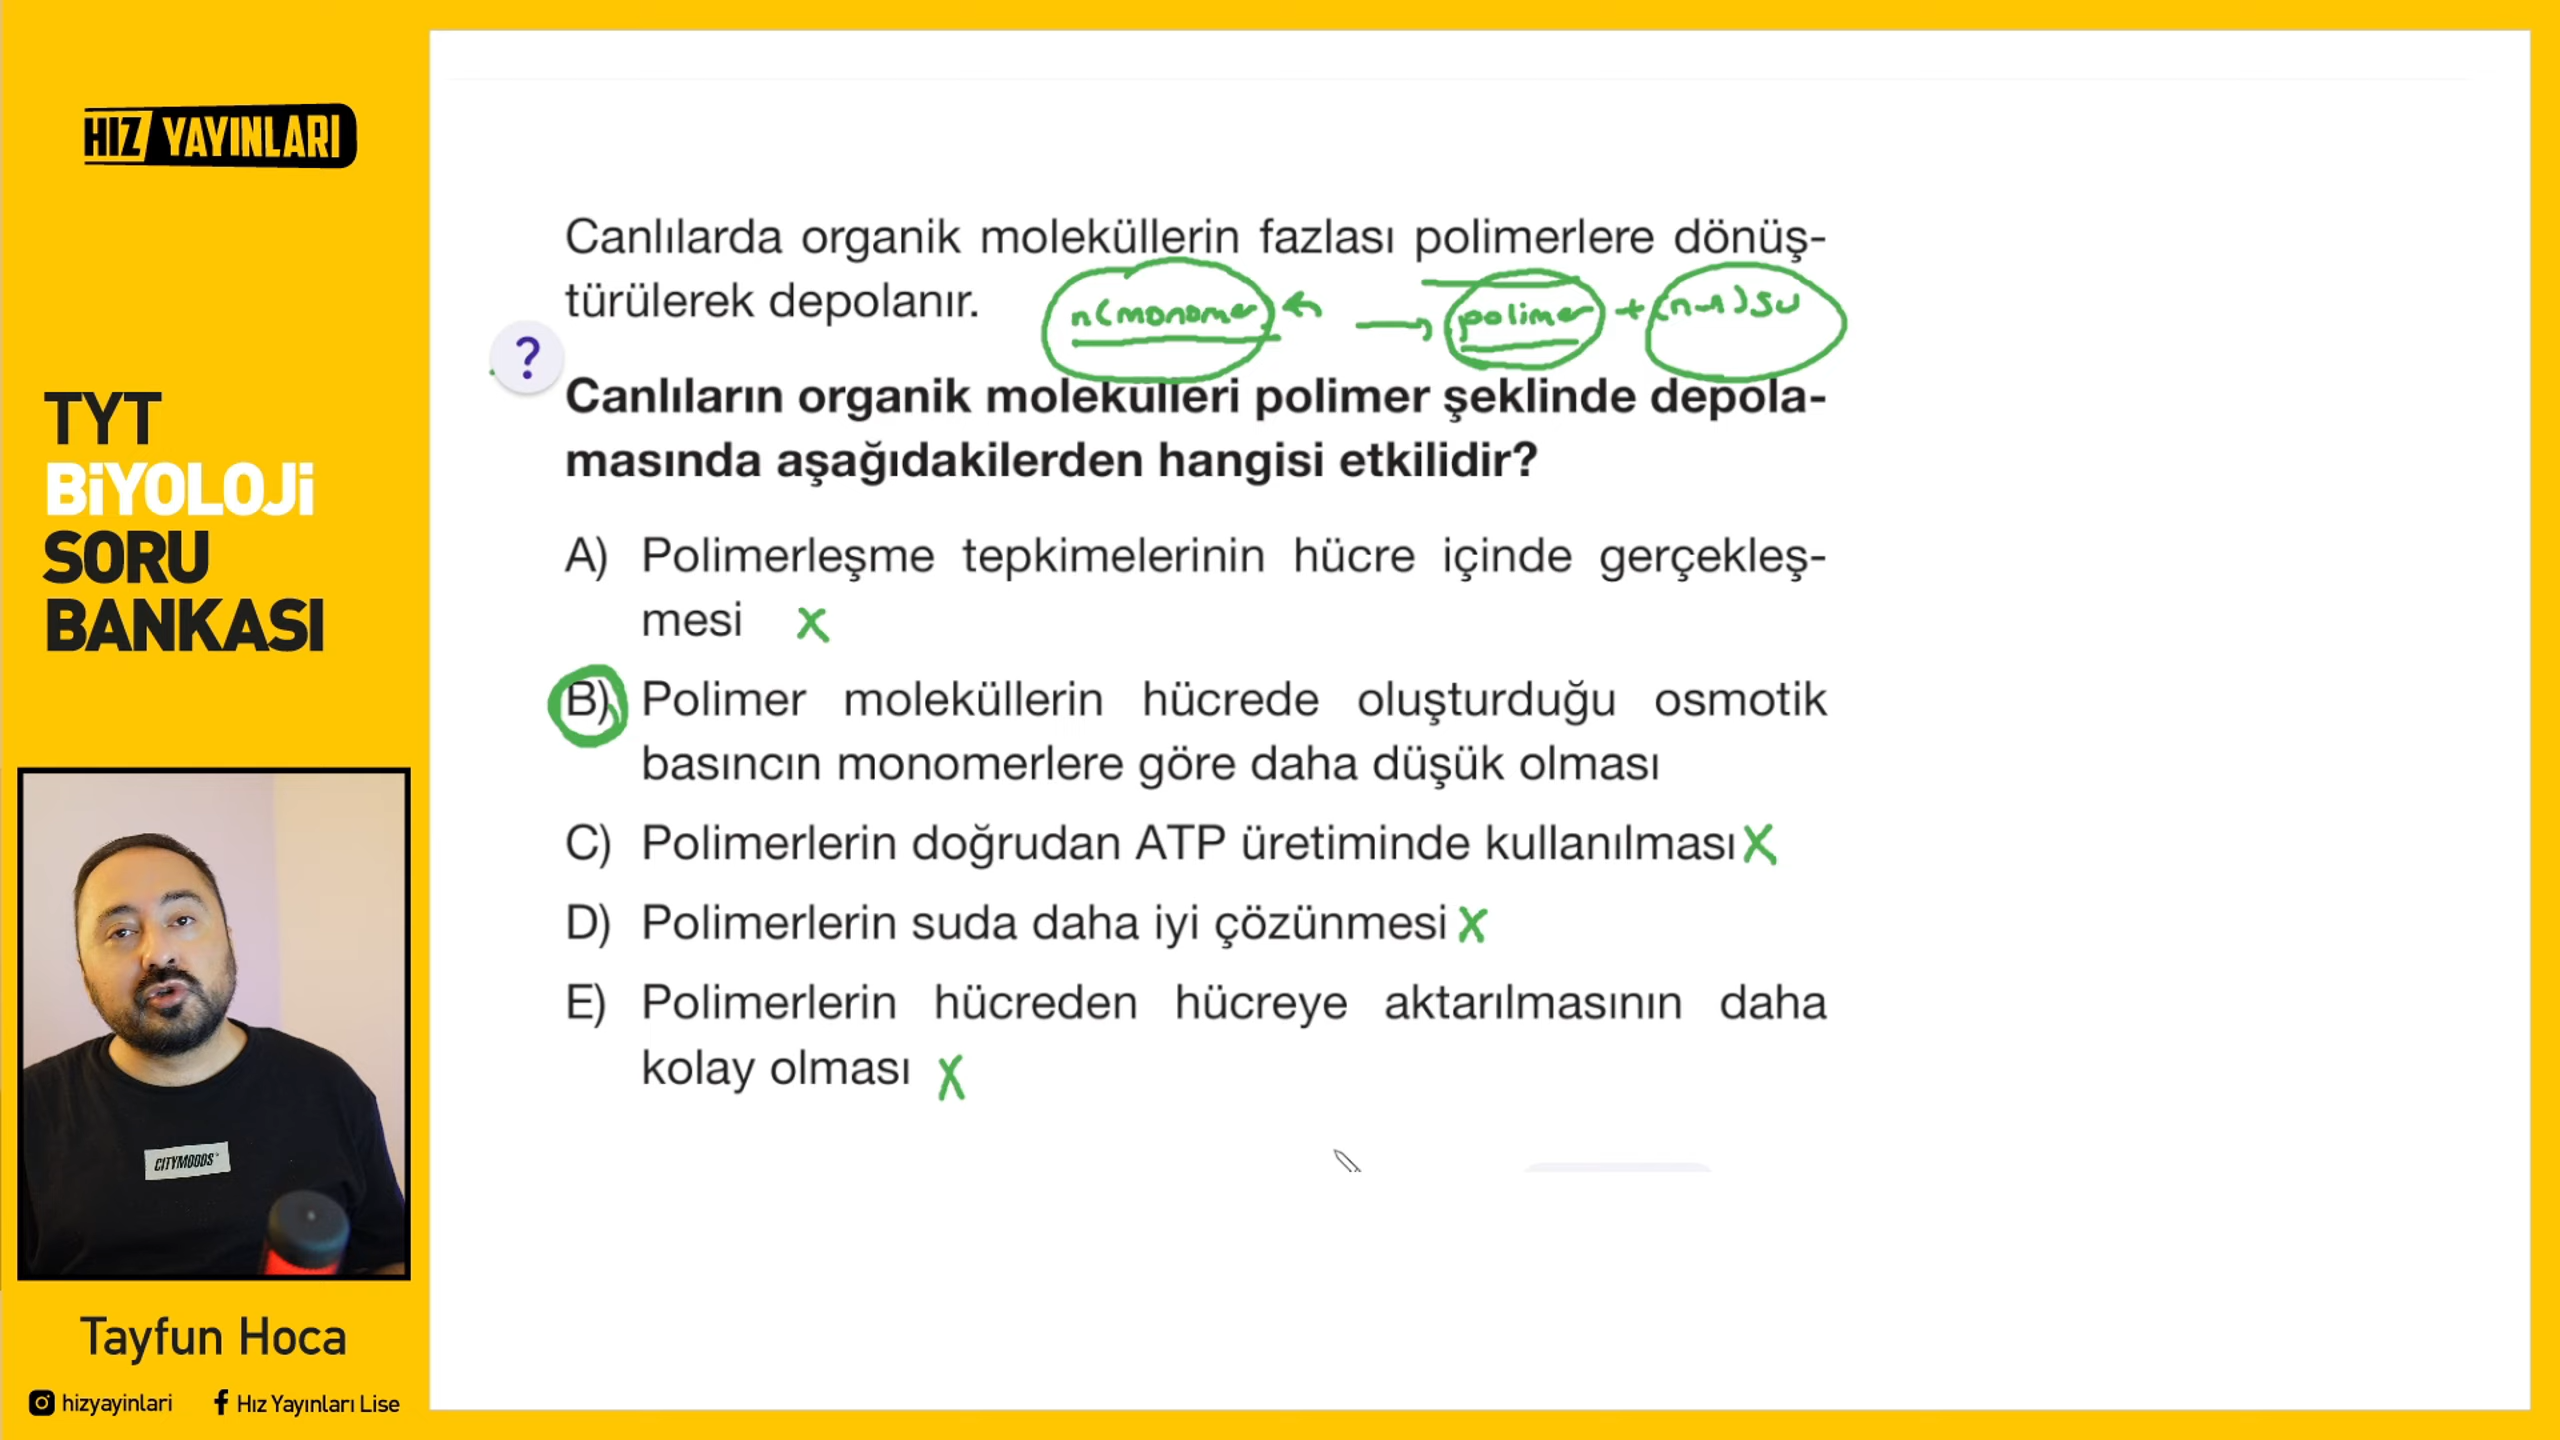 HIZ YAYINLARI
TYT
BiYOLOJi
SORU
BANKASI
CITYMOODS
Tayfun Hoca
hizyayinlari
Hız Yayınları Lise
Canlılarda organik moleküllerin fazlası polimerlere dönüş-
türülerek depolanır.
n(monomer) ← → polimer + (n-1)su
?
Canlıların organik molekülleri polimer şeklinde depola-
masında aşağıdakilerden hangisi etkilidir?
A) Polimerleşme tepkimelerinin hücre içinde gerçekleş-
mesi X
B) Polimer moleküllerin hücrede oluşturduğu osmotik
basıncın monomerlere göre daha düşük olması
C) Polimerlerin doğrudan ATP üretiminde kullanılması X
D) Polimerlerin suda daha iyi çözünmesi X
E) Polimerlerin hücreden hücreye aktarılmasının daha
kolay olması X